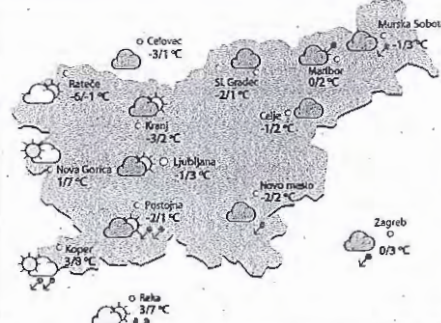 Murska Sobota
-1/3 °C
Celovec
-3/1 °C
Rateče
-6/-1 °C
Sl. Gradec
-2/1 °C
Maribor
0/2 °C
Kranj
-3/2 °C
Celje
-1/2 °C
Nova Gorica
1/7 °C
Ljubljana
-1/3 °C
Postojna
-2/1 °C
Novo mesto
-2/2 °C
Zagreb
0/3 °C
Koper
3/8 °C
Reka
3/7 °C